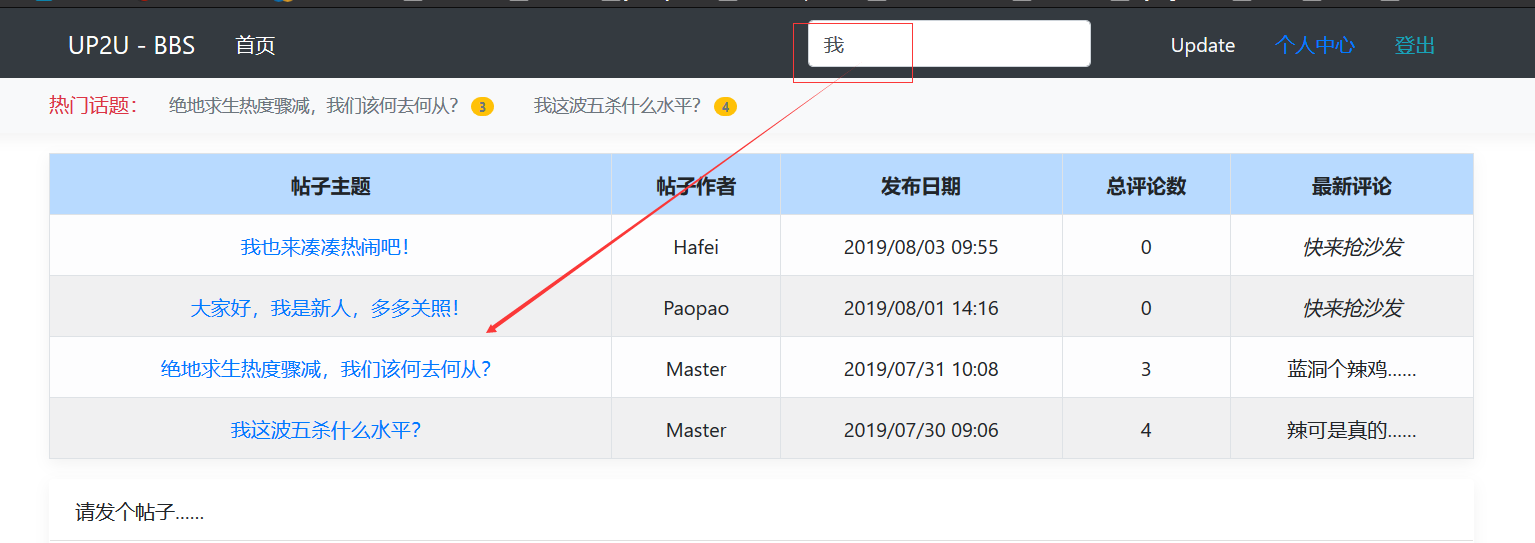 UP2U - BBS 首页 我 Update 个人中心 登出
热门话题： 绝地求生热度骤减，我们该何去何从？ 3 我这波五杀什么水平？ 4
帖子主题 帖子作者 发布日期 总评论数 最新评论
我也来凑凑热闹吧！ Hafei 2019/08/03 09:55 0 快来抢沙发
大家好，我是新人，多多关照！ Paopao 2019/08/01 14:16 0 快来抢沙发
绝地求生热度骤减，我们该何去何从？ Master 2019/07/31 10:08 3 蓝洞个辣鸡......
我这波五杀什么水平？ Master 2019/07/30 09:06 4 辣可是真的......
请发个帖子......